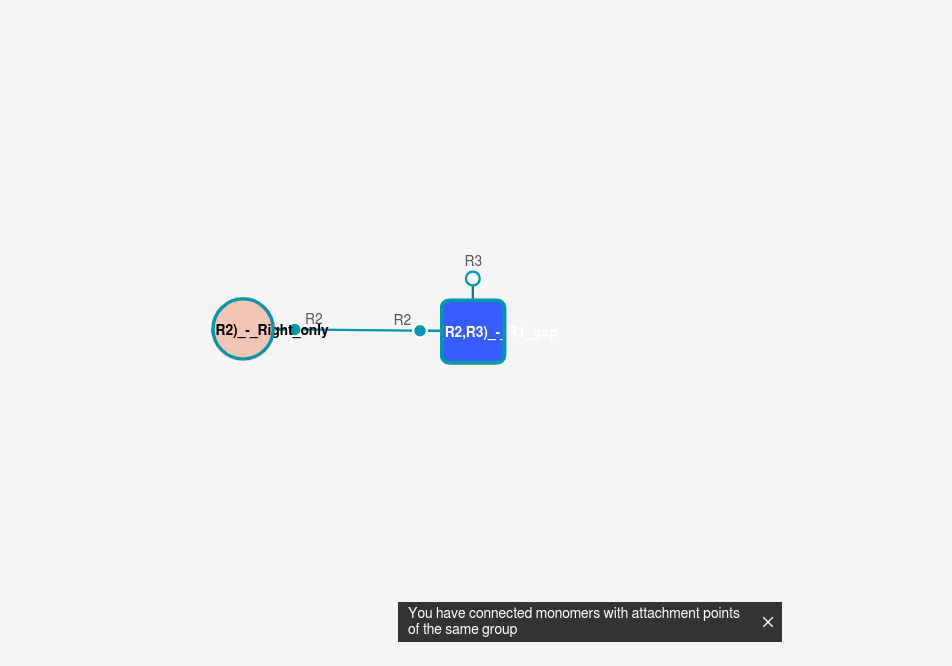 R3
R2
R2
R2)_-_Right_only
R2,R3)_-_R1_gap
You have connected monomers with attachment points
of the same group